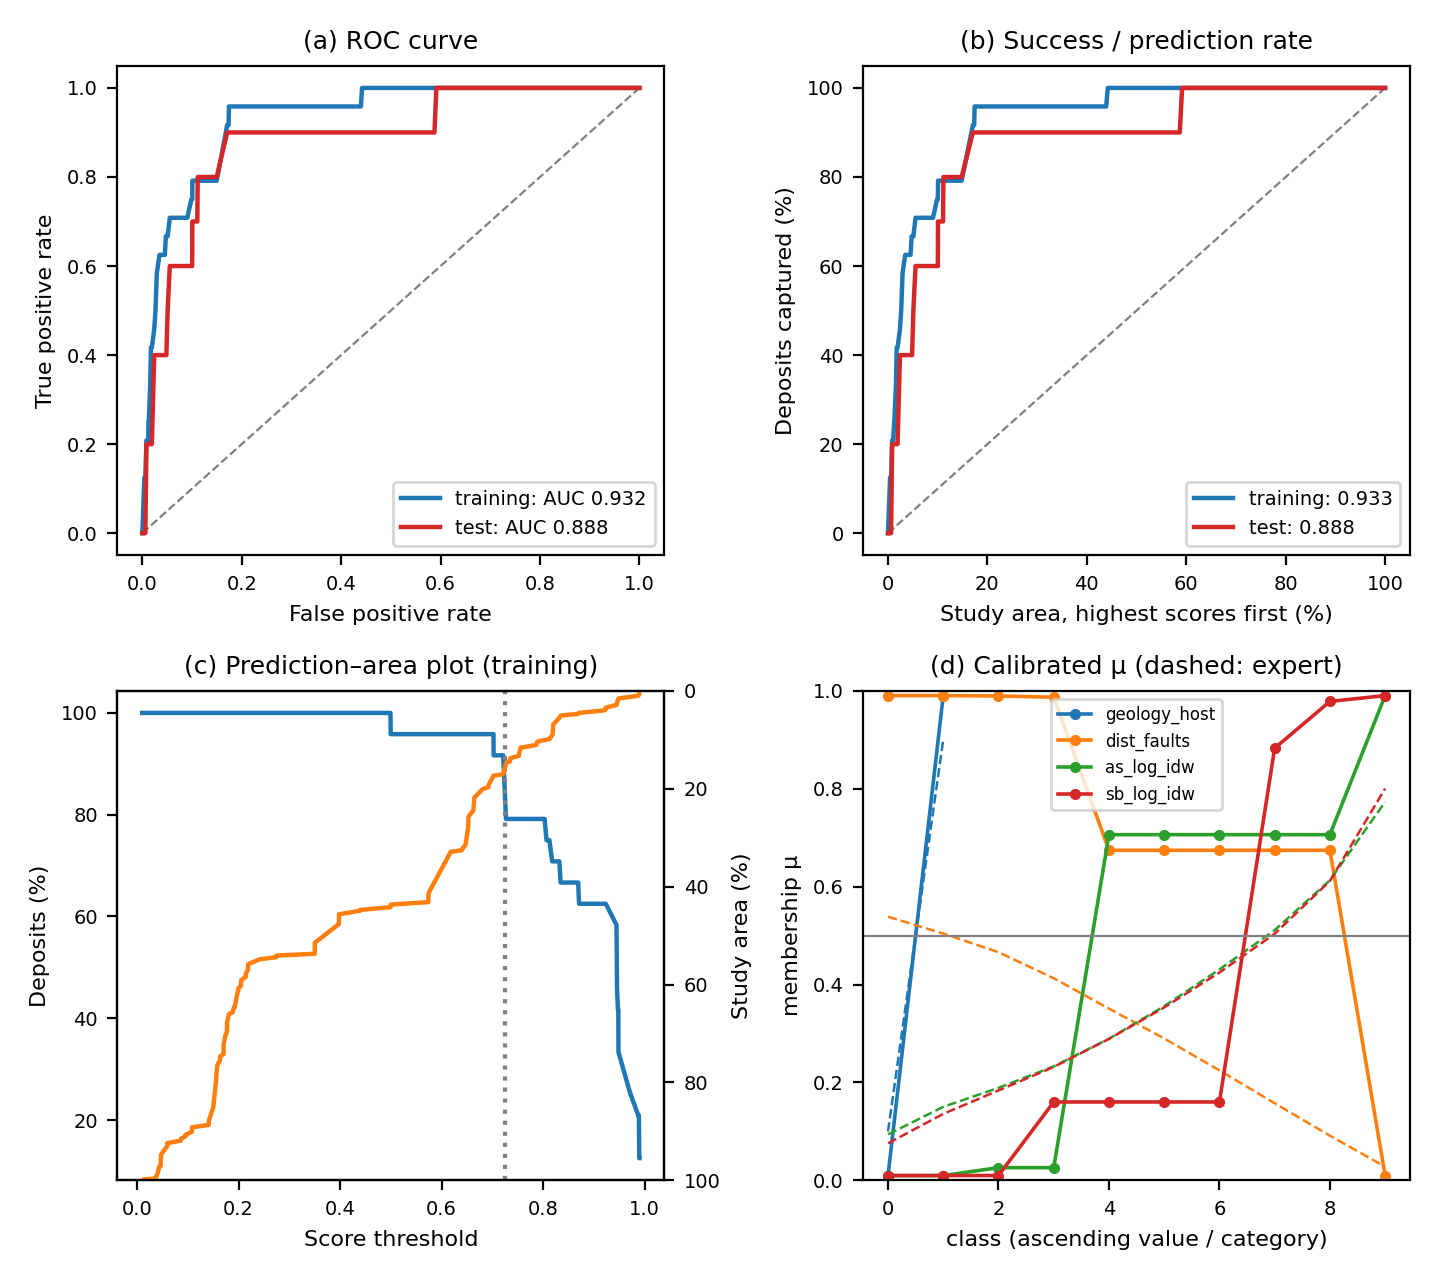 (a) ROC curve
True positive rate
1.0
0.8
0.6
0.4
0.2
0.0
0.0 0.2 0.4 0.6 0.8 1.0
False positive rate
training: AUC 0.932
test: AUC 0.888
(b) Success / prediction rate
Deposits captured (%)
100
80
60
40
20
0
0 20 40 60 80 100
Study area, highest scores first (%)
training: 0.933
test: 0.888
(c) Prediction–area plot (training)
Deposits (%)
100
80
60
40
20
0.0 0.2 0.4 0.6 0.8 1.0
Score threshold
0
20
40
60
80
100
Study area (%)
(d) Calibrated μ (dashed: expert)
membership μ
1.0
0.8
0.6
0.4
0.2
0.0
0 2 4 6 8
class (ascending value / category)
geology_host
dist_faults
as_log_idw
sb_log_idw